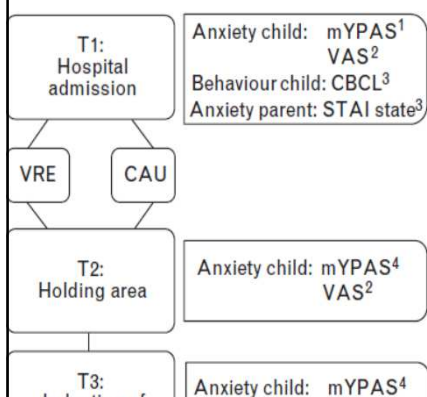 T1:
Hospital
admission
Anxiety child: mYPAS¹
VAS²
Behaviour child: CBCL³
Anxiety parent: STAI state³
VRE
CAU
T2:
Holding area
Anxiety child: mYPAS⁴
VAS²
T3:
Anxiety child: mYPAS⁴